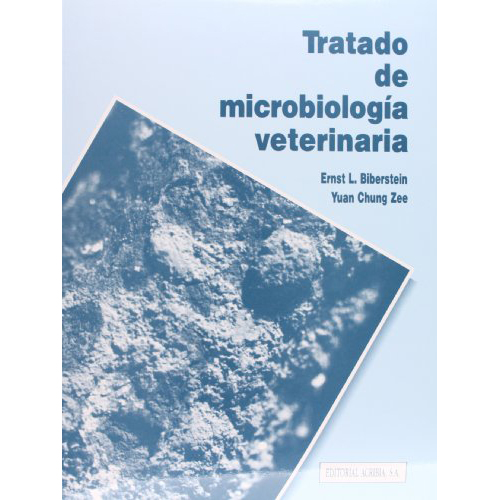 Tratado
de
microbiología
veterinaria
Ernst L. Biberstein
Yuan Chung Zee
EDITORIAL ACRIBIA, S.A.